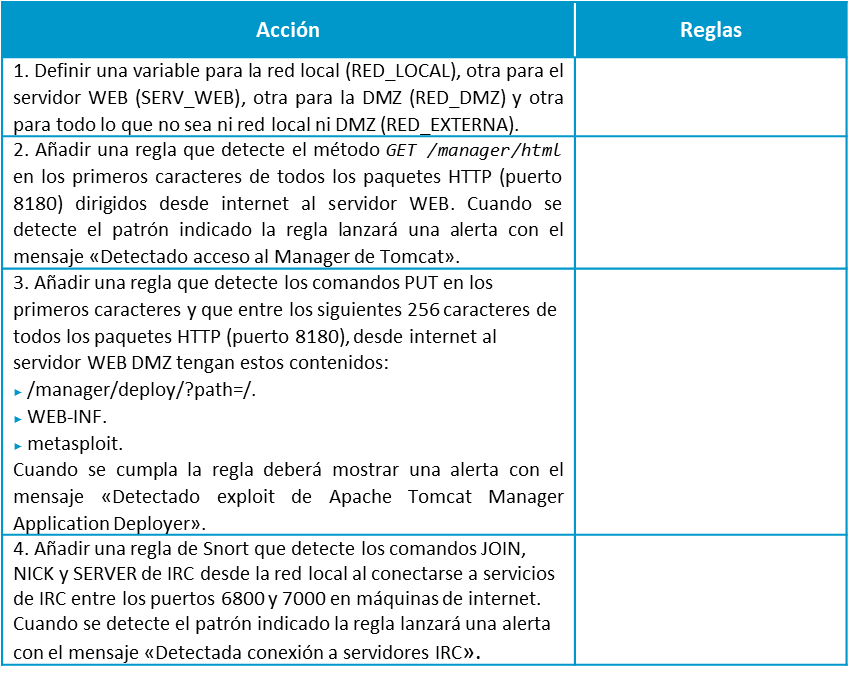 Acción
Reglas
1. Definir una variable para la red local (RED_LOCAL), otra para el
servidor WEB (SERV_WEB), otra para la DMZ (RED_DMZ) y otra
para todo lo que no sea ni red local ni DMZ (RED_EXTERNA).
2. Añadir una regla que detecte el método GET /manager/html
en los primeros caracteres de todos los paquetes HTTP (puerto
8180) dirigidos desde internet al servidor WEB. Cuando se
detecte el patrón indicado la regla lanzará una alerta con el
mensaje «Detectado acceso al Manager de Tomcat».
3. Añadir una regla que detecte los comandos PUT en los
primeros caracteres y que entre los siguientes 256 caracteres de
todos los paquetes HTTP (puerto 8180), desde internet al
servidor WEB DMZ tengan estos contenidos:
► /manager/deploy/?path=/.
► WEB-INF.
► metasploit.
Cuando se cumpla la regla deberá mostrar una alerta con el
mensaje «Detectado exploit de Apache Tomcat Manager
Application Deployer».
4. Añadir una regla de Snort que detecte los comandos JOIN,
NICK y SERVER de IRC desde la red local al conectarse a servicios
de IRC entre los puertos 6800 y 7000 en máquinas de internet.
Cuando se detecte el patrón indicado la regla lanzará una alerta
con el mensaje «Detectada conexión a servidores IRC».